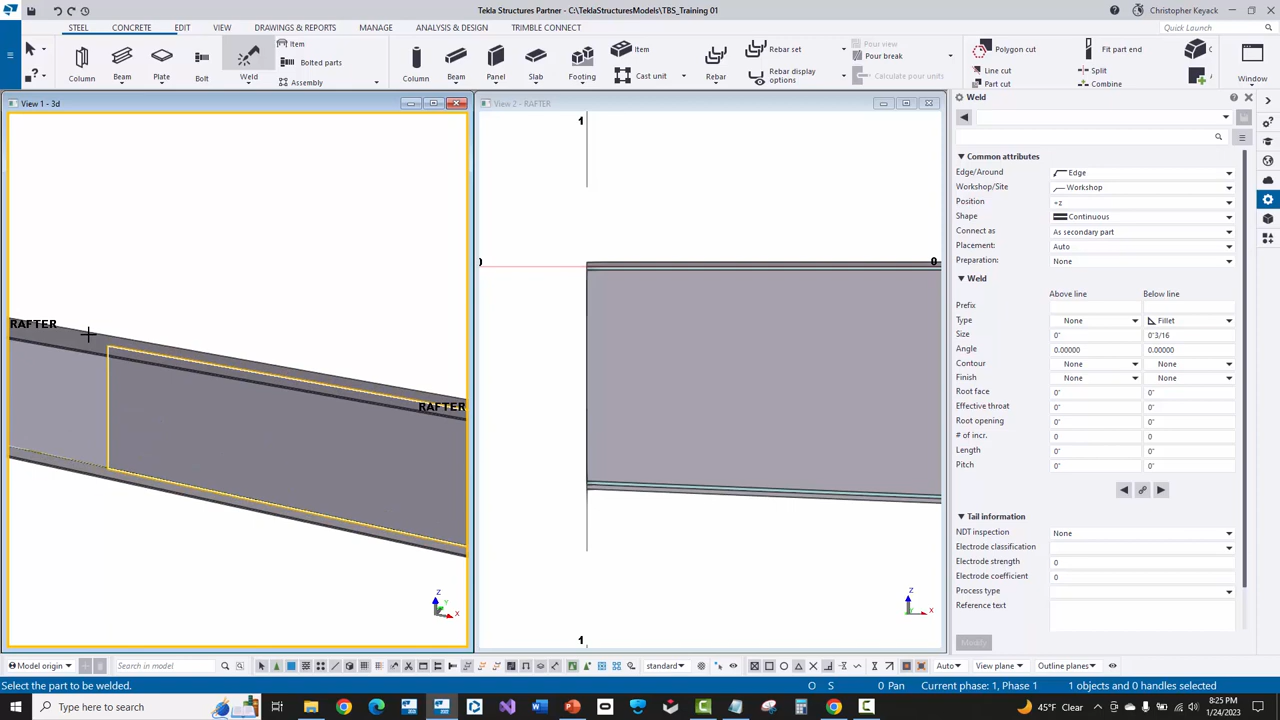 Tekla Structures Partner - C:\TeklaStructuresModels\TBS_Training 01
Christopher Keyack
STEEL CONCRETE EDIT VIEW DRAWINGS & REPORTS MANAGE ANALYSIS & DESIGN TRIMBLE CONNECT
Quick Launch
Column Beam Plate Bolt Weld
Item
Bolted parts
Assembly
Column Beam Panel Slab Footing
Item
Cast unit
Rebar
Rebar set
Rebar display options
Pour view
Pour break
Calculate pour units
Polygon cut
Line cut
Part cut
Fit part end
Split
Combine
Window
View 1 - 3d
View 2 - RAFTER
RAFTER
RAFTER
1
0
1
Z
Y
X
Z
X
Weld
Common attributes
Edge/Around Edge
Workshop/Site Workshop
Position +z
Shape Continuous
Connect as As secondary part
Placement: Auto
Preparation: None
Weld
Above line Below line
Prefix
Type None Fillet
Size 0" 0"3/16
Angle 0.00000 0.00000
Contour None None
Finish None None
Root face 0" 0"
Effective throat 0" 0"
Root opening 0" 0"
# of incr. 0 0
Length 0" 0"
Pitch 0" 0"
Tail information
NDT inspection None
Electrode classification
Electrode strength 0
Electrode coefficient 0
Process type
Reference text
Modify
Model origin
Search in model
standard
Auto
View plane
Outline planes
Select the part to be welded.
O S 0 Pan Current phase: 1, Phase 1 1 objects and 0 handles selected
Type here to search
45°F Clear
8:25 PM
1/24/2023